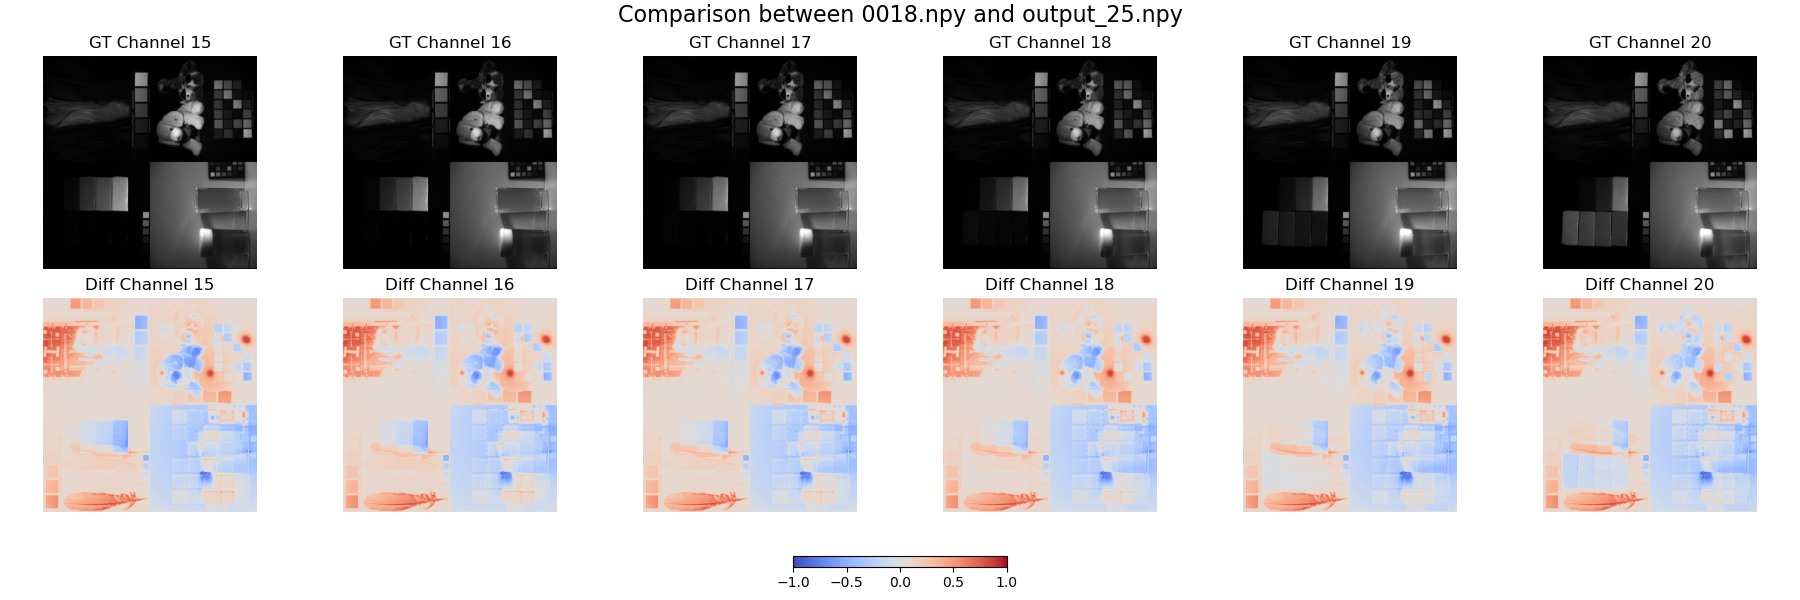 Comparison between 0018.npy and output_25.npy
GT Channel 15
GT Channel 16
GT Channel 17
GT Channel 18
GT Channel 19
GT Channel 20
Diff Channel 15
Diff Channel 16
Diff Channel 17
Diff Channel 18
Diff Channel 19
Diff Channel 20
−1.0 −0.5 0.0 0.5 1.0